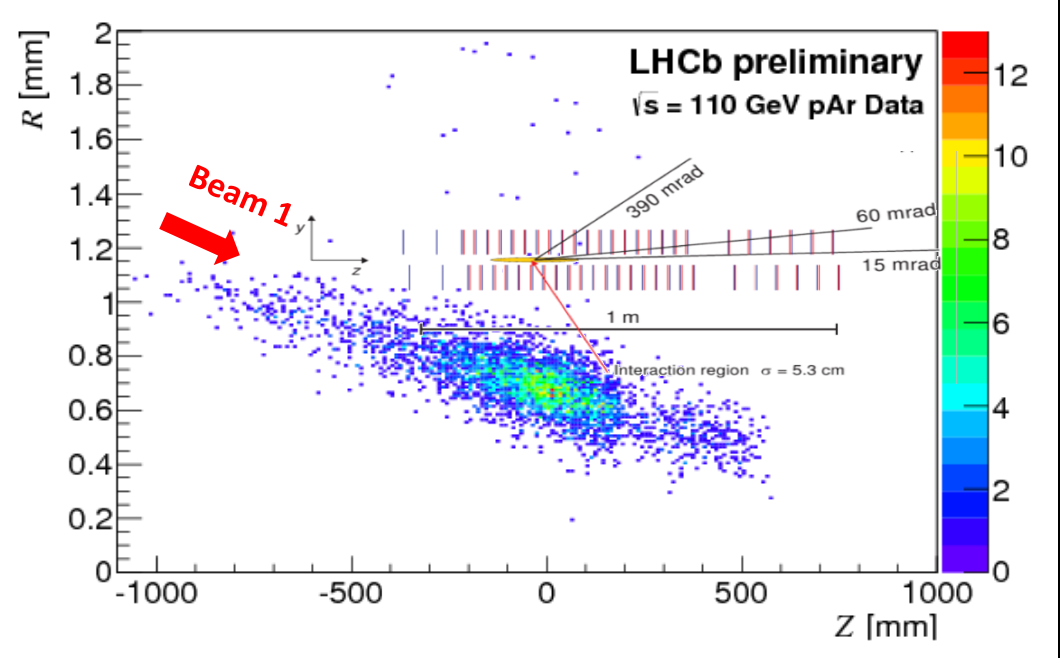 LHCb preliminary
√s = 110 GeV pAr Data
R [mm]
2
1.8
1.6
1.4
1.2
1
0.8
0.6
0.4
0.2
0
Beam 1
y
z
390 mrad
60 mrad
15 mrad
1 m
Interaction region σ = 5.3 cm
-1000
-500
0
500
1000
Z [mm]
12
10
8
6
4
2
0